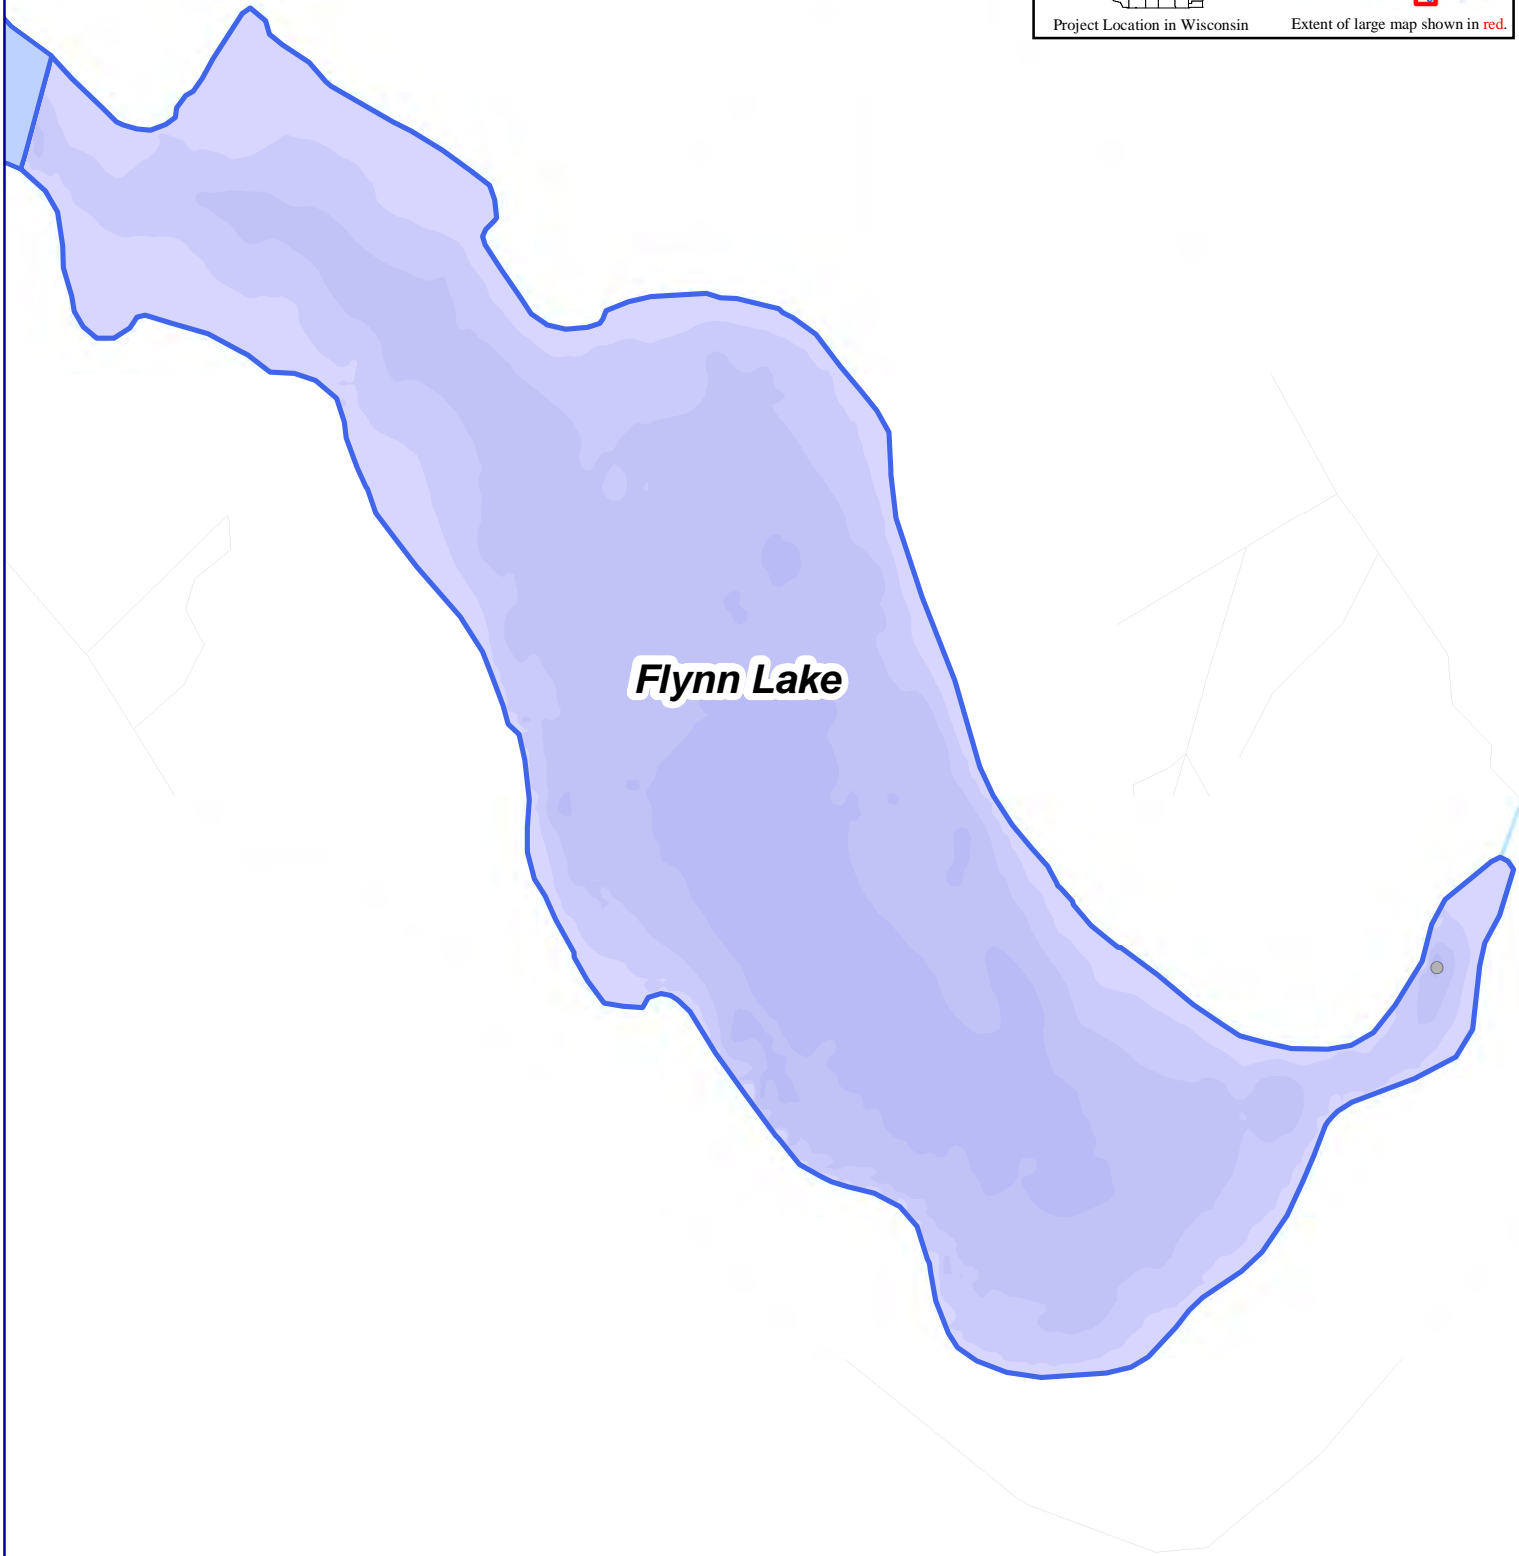 Project Location in Wisconsin
Extent of large map shown in red.
Flynn Lake